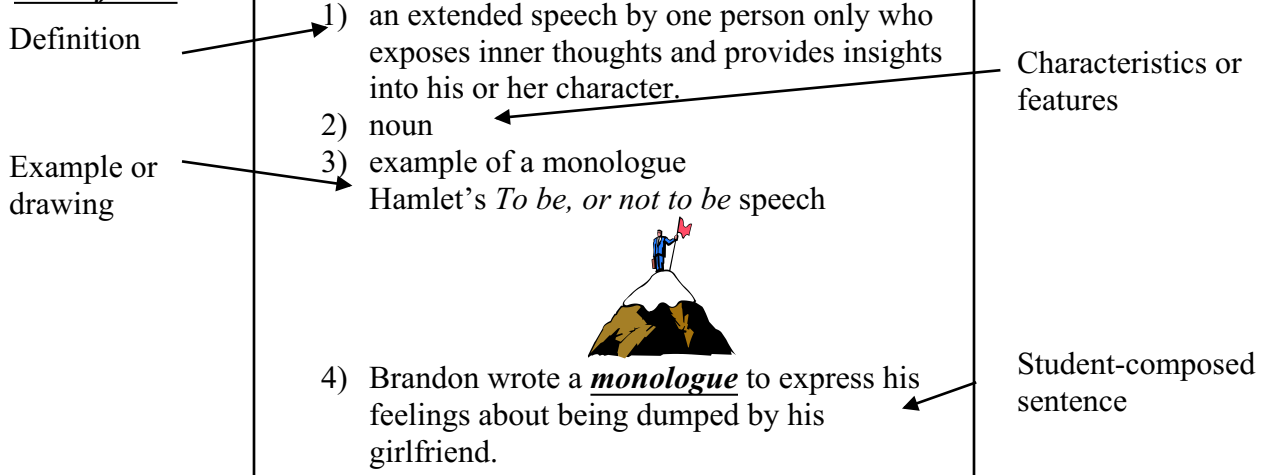 Definition
1) an extended speech by one person only who
exposes inner thoughts and provides insights
into his or her character.
Characteristics or
features
2) noun
Example or
drawing
3) example of a monologue
Hamlet’s To be, or not to be speech
4) Brandon wrote a monologue to express his
feelings about being dumped by his
girlfriend.
Student-composed
sentence